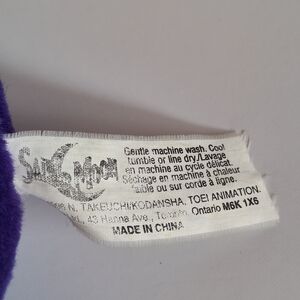 SAILOR MOON
Gentle machine wash. Cool
tumble or line dry./Lavage
en machine au cycle délicat.
Séchage en machine à chaleur
faible ou sur corde à ligne.
N. TAKEUCHI/KODANSHA, TOEI ANIMATION.
43 Hanna Ave., Toronto, Ontario M6K 1X6
MADE IN CHINA